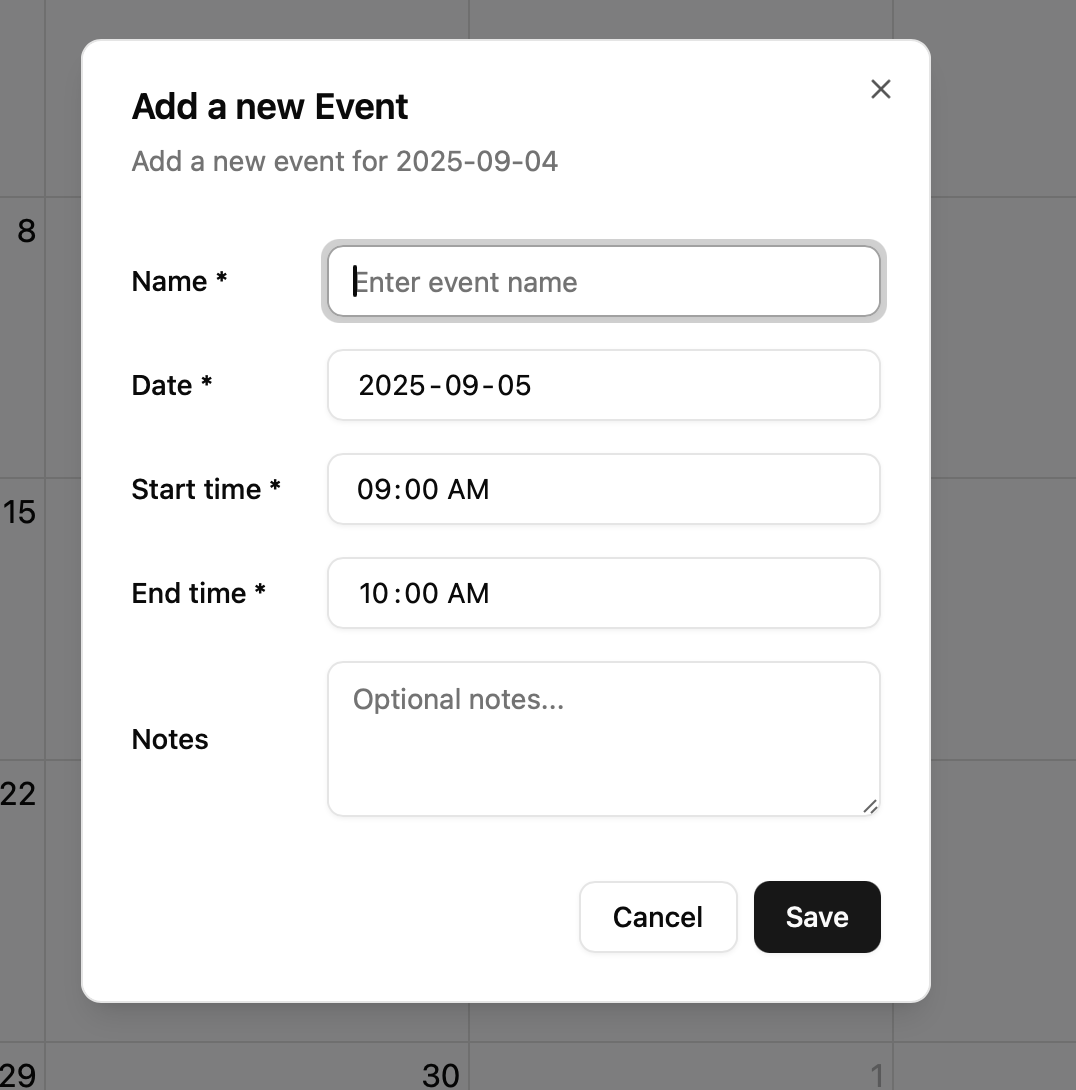 Add a new Event
Add a new event for 2025-09-04
8
Name *
Enter event name
Date *
2025-09-05
15
Start time *
09:00 AM
End time *
10:00 AM
Notes
Optional notes...
22
Cancel
Save
29
30
1